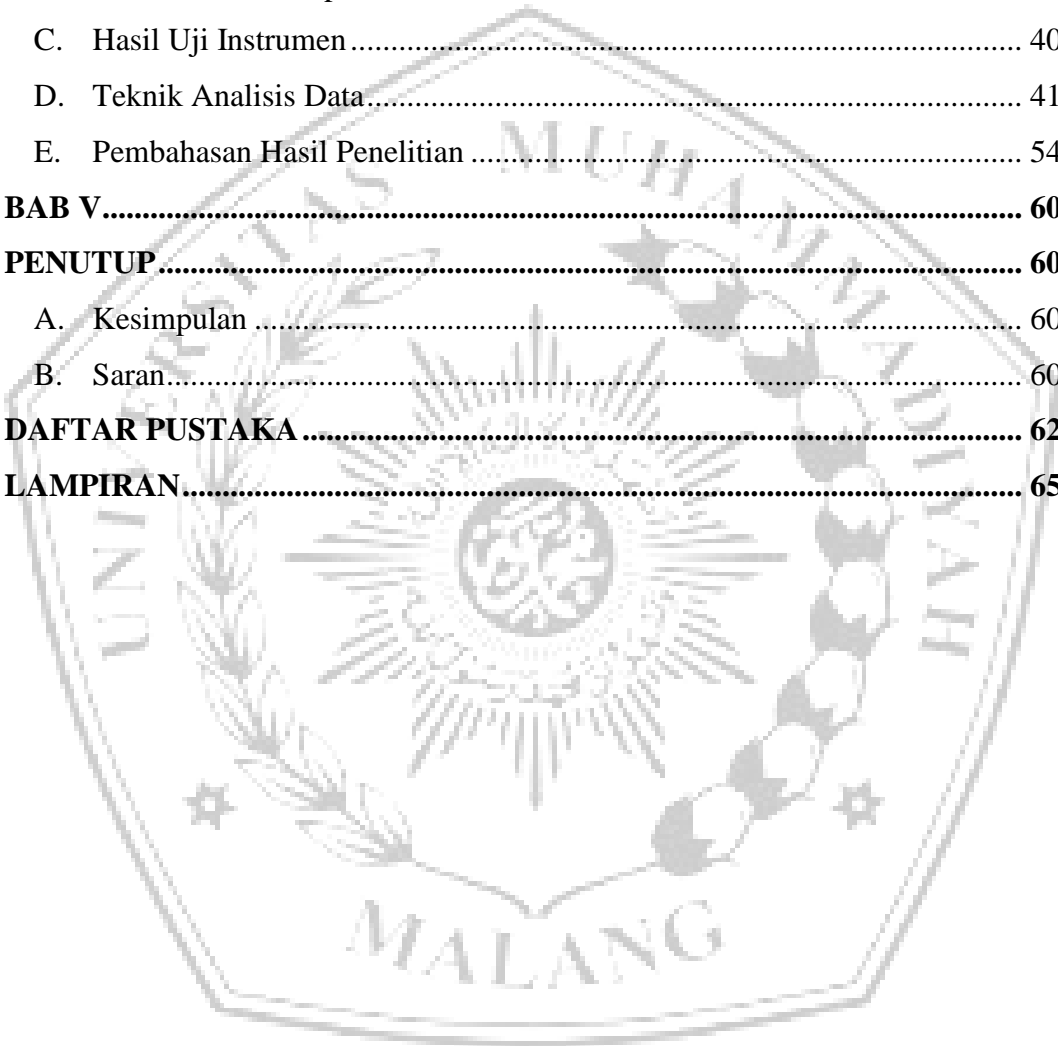 C. Hasil Uji Instrumen ........ 40
D. Teknik Analisis Data ........ 41
E. Pembahasan Hasil Penelitian ........ 54
BAB V ........ 60
PENUTUP ........ 60
A. Kesimpulan ........ 60
B. Saran ........ 60
DAFTAR PUSTAKA ........ 62
LAMPIRAN ........ 65
UNIVERSITAS MUHAMMADIYAH
MALANG